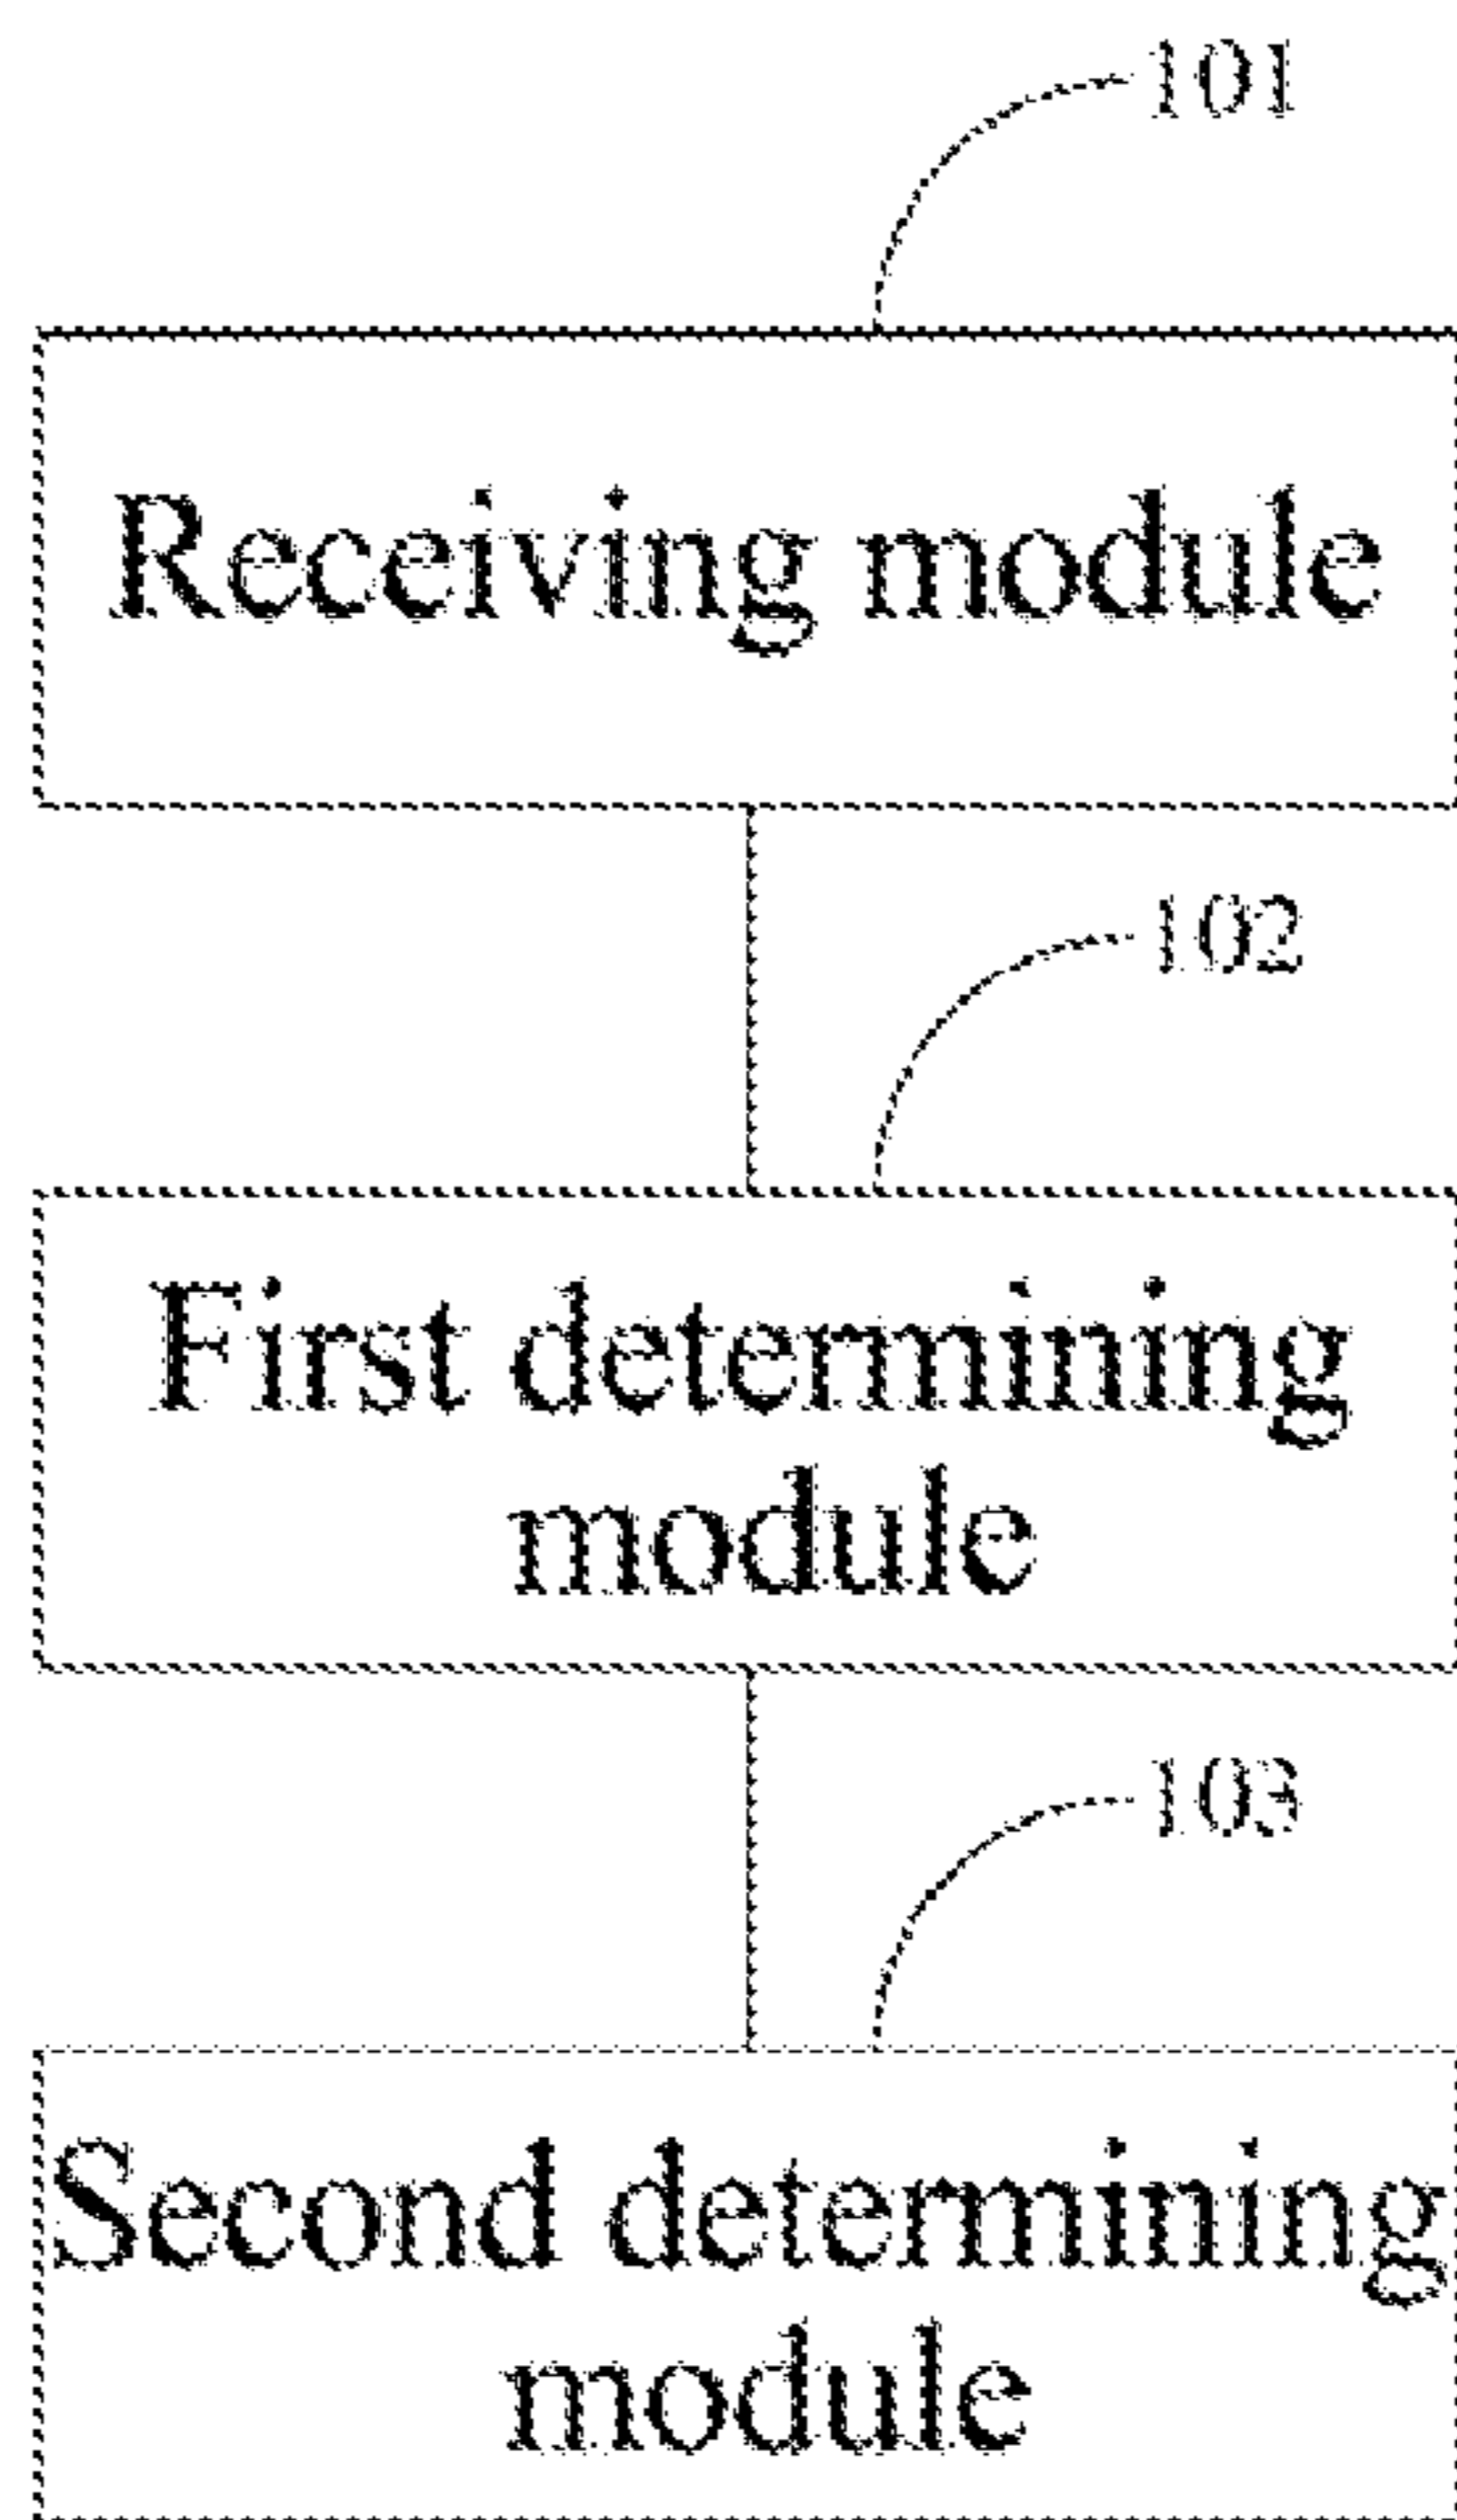 101
Receiving module
102
First determining
module
103
Second determining
module